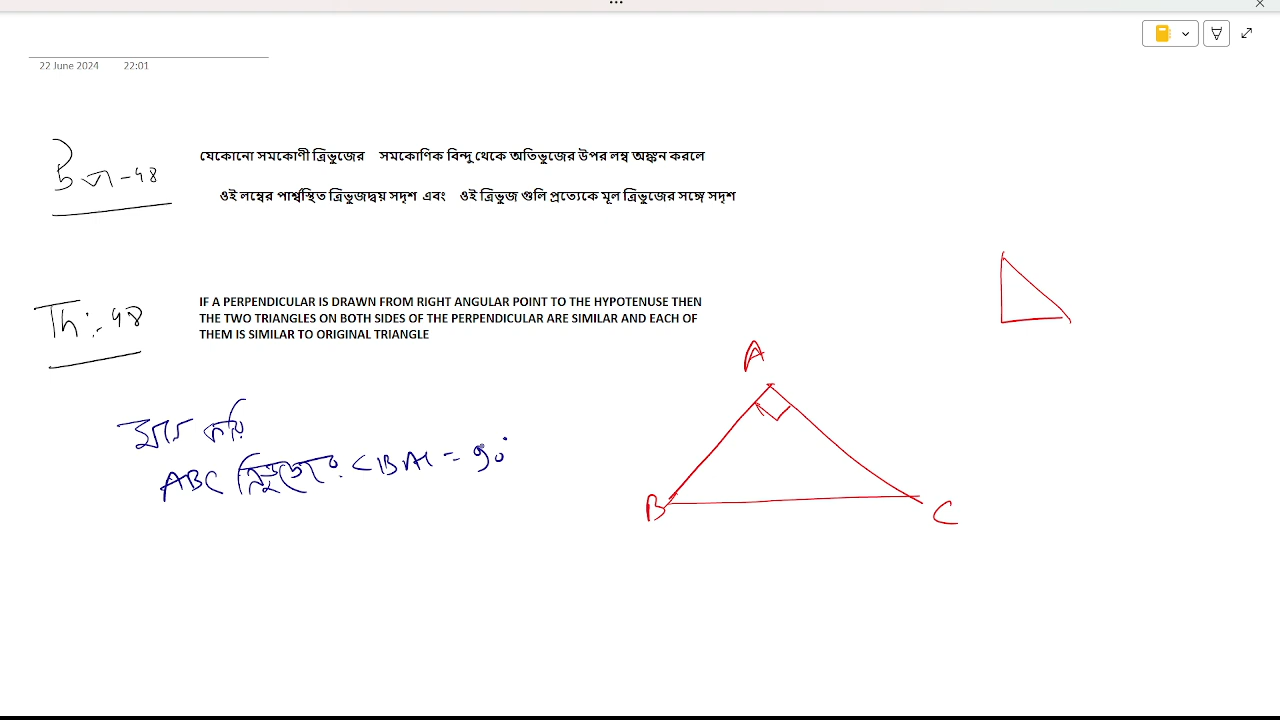 22 June 2024 22:01
যেকোনো সমকোণী ত্রিভুজের সমকোণিক বিন্দু থেকে অতিভুজের উপর লম্ব অঙ্কন করলে
-48
ওই লম্বের পার্শ্বস্থিত ত্রিভুজদ্বয় সদৃশ এবং ওই ত্রিভুজ গুলি প্রত্যেকে মূল ত্রিভুজের সঙ্গে সদৃশ
Th:-48
IF A PERPENDICULAR IS DRAWN FROM RIGHT ANGULAR POINT TO THE HYPOTENUSE THEN
THE TWO TRIANGLES ON BOTH SIDES OF THE PERPENDICULAR ARE SIMILAR AND EACH OF
THEM IS SIMILAR TO ORIGINAL TRIANGLE
A
করি
ABC ত্রিভুজের ∠BAC = 90°
B
C